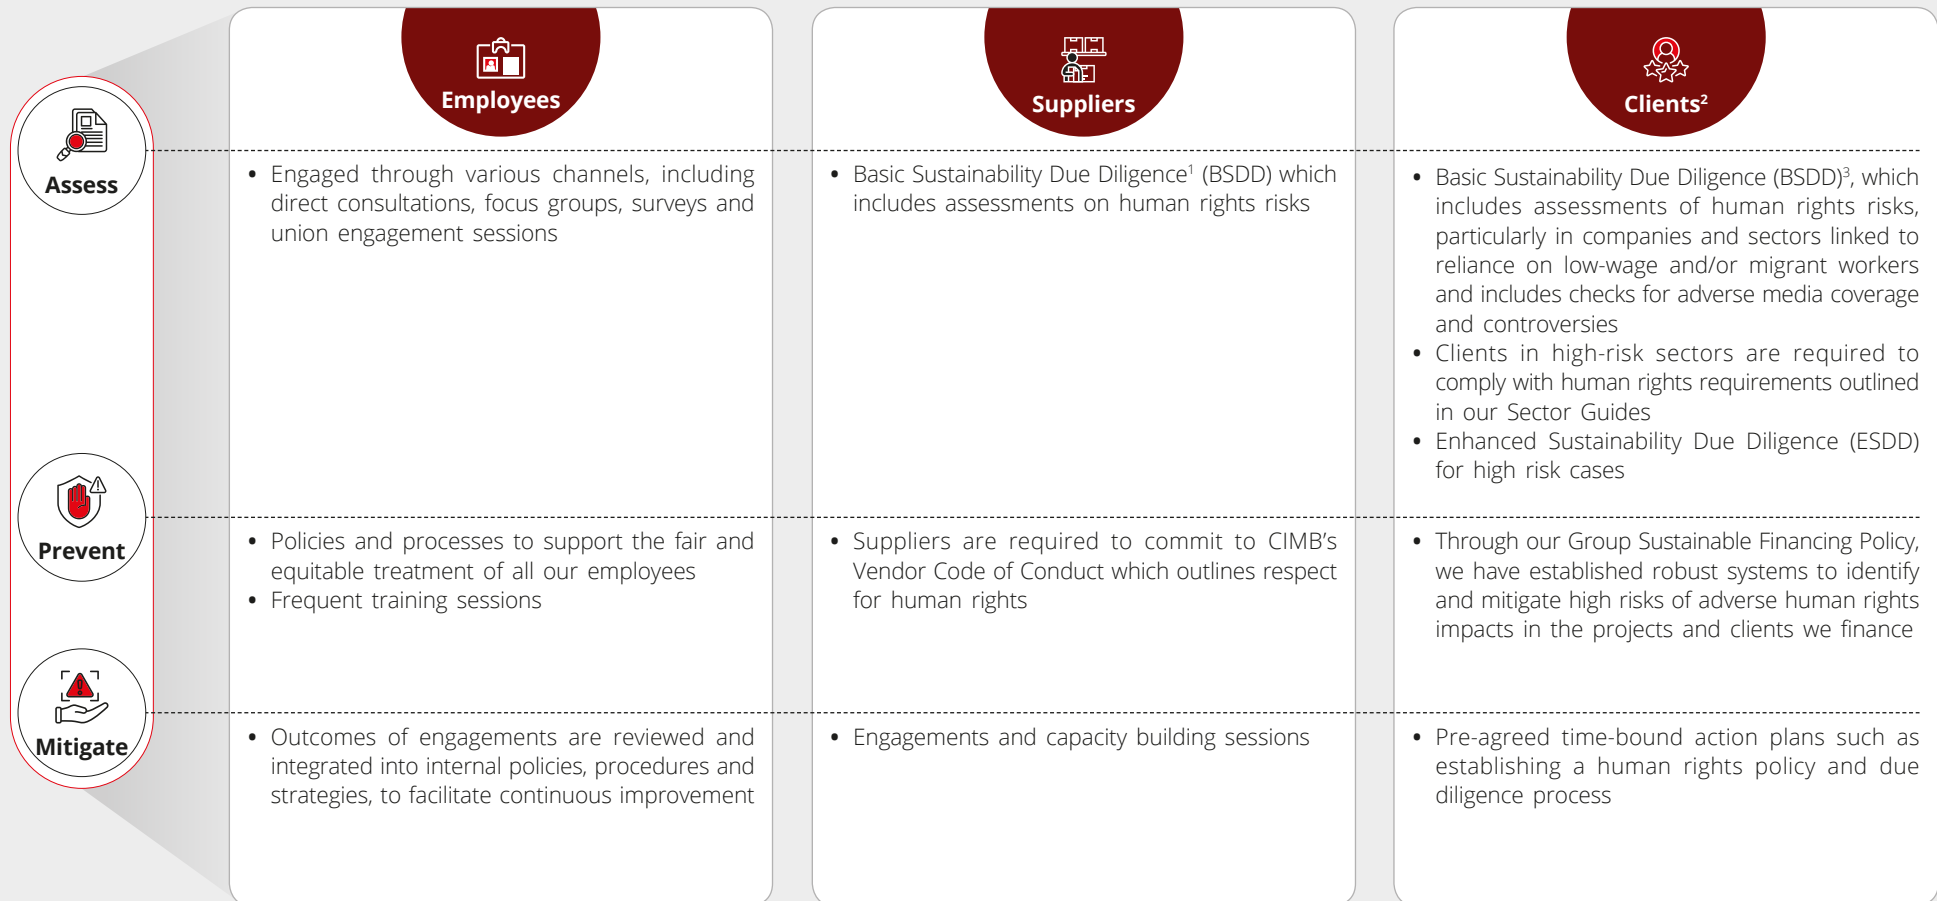 Employees
Suppliers
Clients²
Assess
• Engaged through various channels, including
direct consultations, focus groups, surveys and
union engagement sessions
• Basic Sustainability Due Diligence¹ (BSDD) which
includes assessments on human rights risks
• Basic Sustainability Due Diligence (BSDD)³, which
includes assessments of human rights risks,
particularly in companies and sectors linked to
reliance on low-wage and/or migrant workers
and includes checks for adverse media coverage
and controversies
• Clients in high-risk sectors are required to
comply with human rights requirements outlined
in our Sector Guides
• Enhanced Sustainability Due Diligence (ESDD)
for high risk cases
Prevent
• Policies and processes to support the fair and
equitable treatment of all our employees
• Frequent training sessions
• Suppliers are required to commit to CIMB’s
Vendor Code of Conduct which outlines respect
for human rights
• Through our Group Sustainable Financing Policy,
we have established robust systems to identify
and mitigate high risks of adverse human rights
impacts in the projects and clients we finance
Mitigate
• Outcomes of engagements are reviewed and
integrated into internal policies, procedures and
strategies, to facilitate continuous improvement
• Engagements and capacity building sessions
• Pre-agreed time-bound action plans such as
establishing a human rights policy and due
diligence process